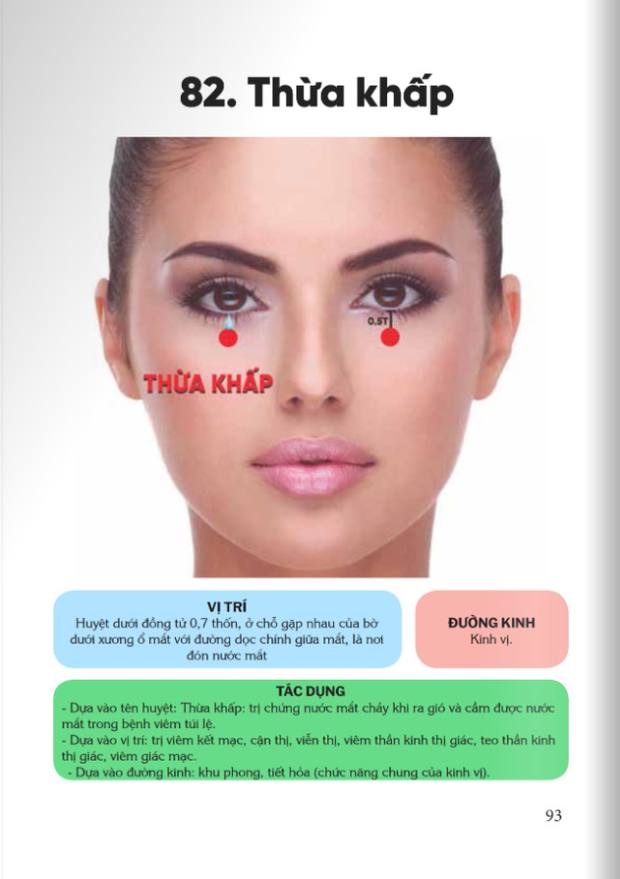 82. Thừa khấp
0.5T
THỪA KHẤP
VỊ TRÍ
Huyệt dưới đồng tử 0,7 thốn, ở chỗ gặp nhau của bờ
dưới xương ổ mắt với đường dọc chính giữa mắt, là nơi
đón nước mắt
ĐƯỜNG KINH
Kinh vị.
TÁC DỤNG
- Dựa vào tên huyệt: Thừa khấp: trị chứng nước mắt chảy khi ra gió và cầm được nước
mắt trong bệnh viêm túi lệ.
- Dựa vào vị trí: trị viêm kết mạc, cận thị, viễn thị, viêm thần kinh thị giác, teo thần kinh
thị giác, viêm giác mạc.
- Dựa vào đường kinh: khu phong, tiết hỏa (chức năng chung của kinh vị).
93